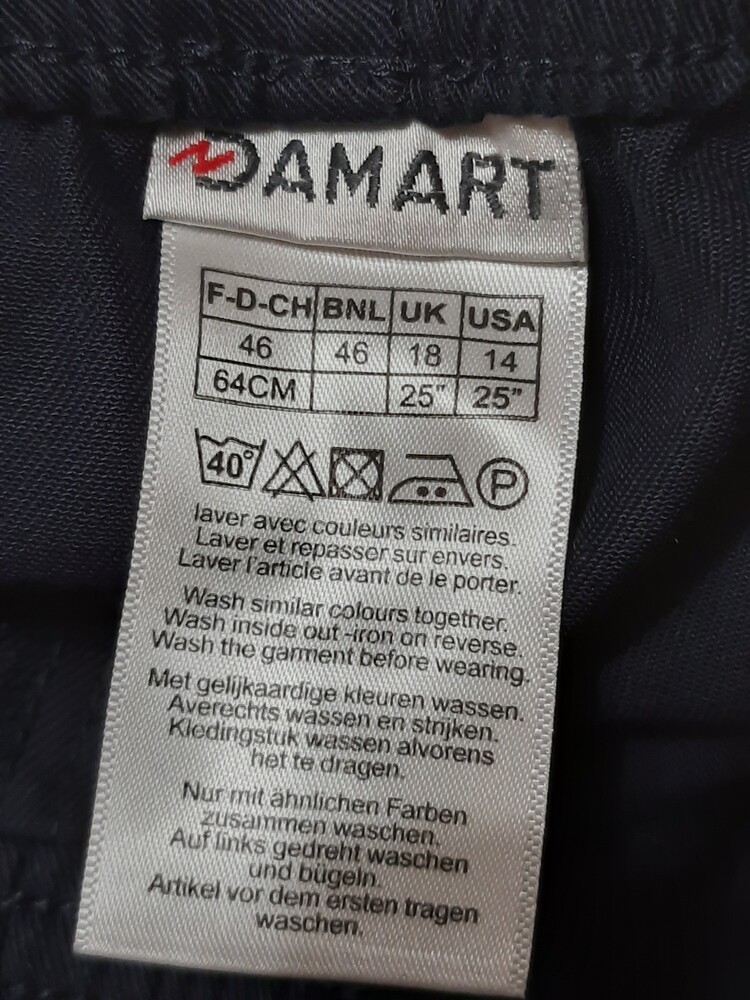 DAMART
F-D-CH BNL UK USA
46 46 18 14
64CM 25" 25"
40° P
laver avec couleurs similaires.
Laver et repasser sur envers.
Laver l'article avant de le porter.
Wash similar colours together.
Wash inside out -iron on reverse.
Wash the garment before wearing.
Met gelijkaardige kleuren wassen.
Averechts wassen en strijken.
Kledingstuk wassen alvorens
het te dragen.
Nur mit ähnlichen Farben
zusammen waschen.
Auf links gedreht waschen
und bügeln.
Artikel vor dem ersten tragen
waschen.